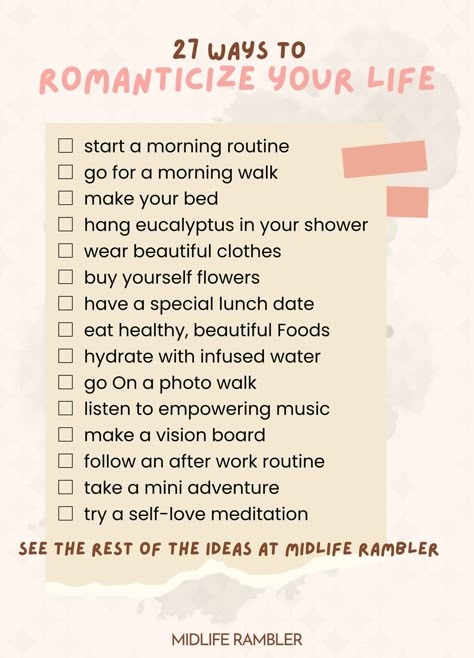 27 WAYS TO
ROMANTICIZE YOUR LIFE
start a morning routine
go for a morning walk
make your bed
hang eucalyptus in your shower
wear beautiful clothes
buy yourself flowers
have a special lunch date
eat healthy, beautiful Foods
hydrate with infused water
go On a photo walk
listen to empowering music
make a vision board
follow an after work routine
take a mini adventure
try a self-love meditation
SEE THE REST OF THE IDEAS AT MIDLIFE RAMBLER
MIDLIFE RAMBLER